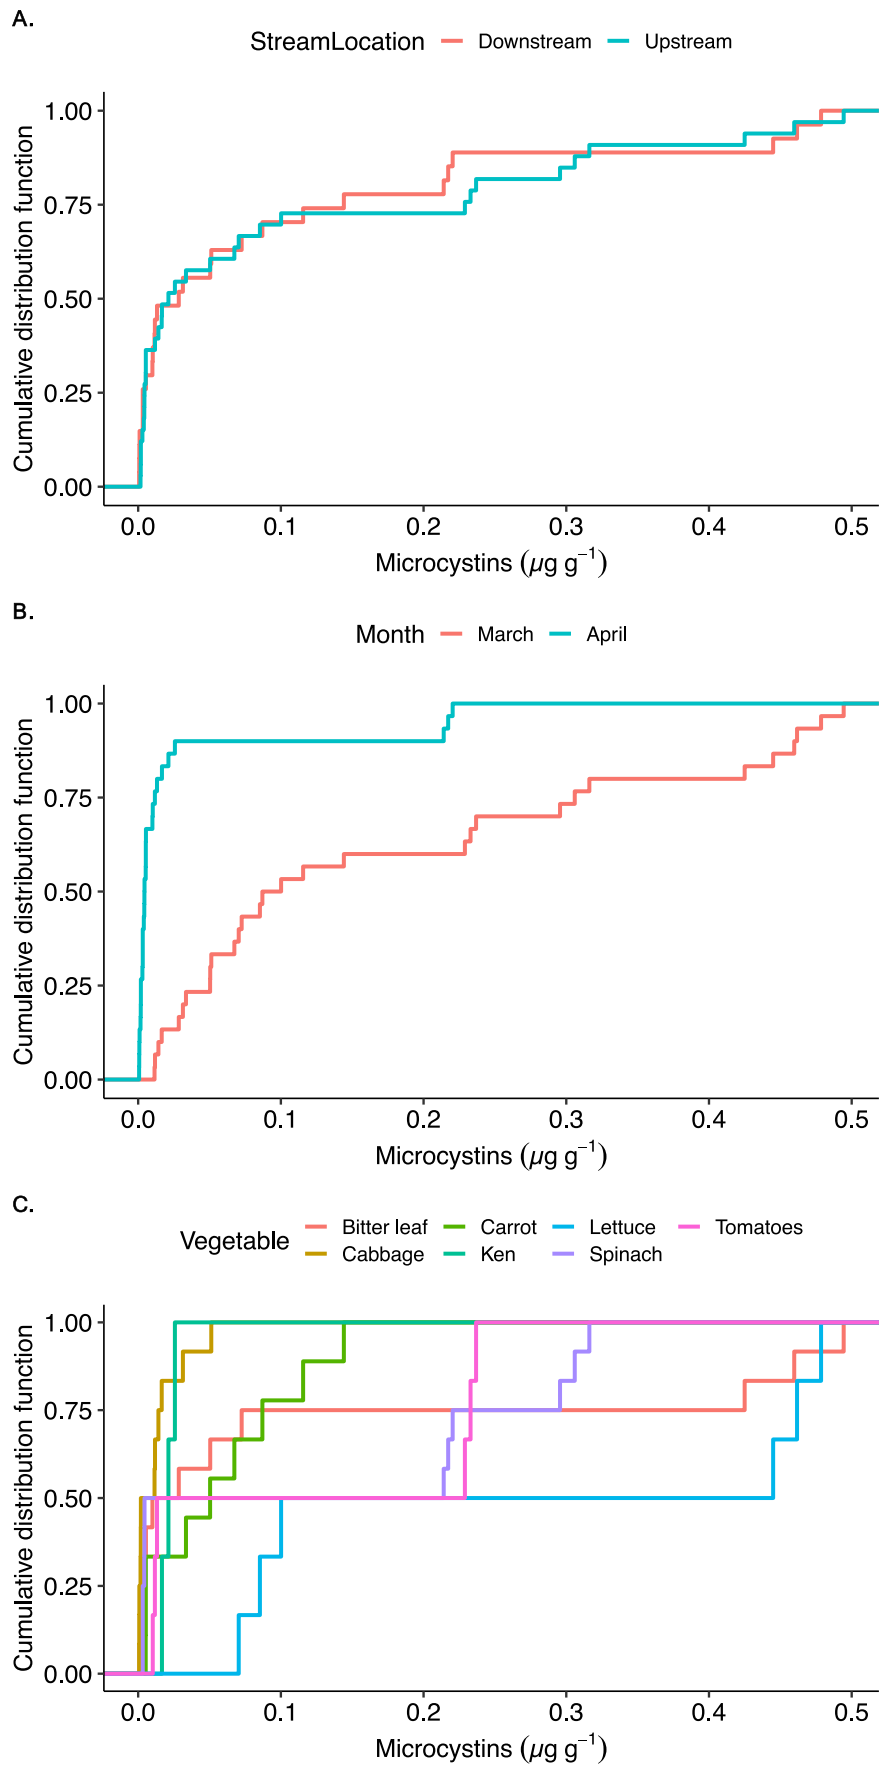 A.
StreamLocation Downstream Upstream
1.00
0.75
0.50
0.25
0.00
Cumulative distribution function
0.0 0.1 0.2 0.3 0.4 0.5
Microcystins (µg g⁻¹)
B.
Month March April
1.00
0.75
0.50
0.25
0.00
Cumulative distribution function
0.0 0.1 0.2 0.3 0.4 0.5
Microcystins (µg g⁻¹)
C.
Vegetable
Bitter leaf Carrot Lettuce Tomatoes
Cabbage Ken Spinach
1.00
0.75
0.50
0.25
0.00
Cumulative distribution function
0.0 0.1 0.2 0.3 0.4 0.5
Microcystins (µg g⁻¹)